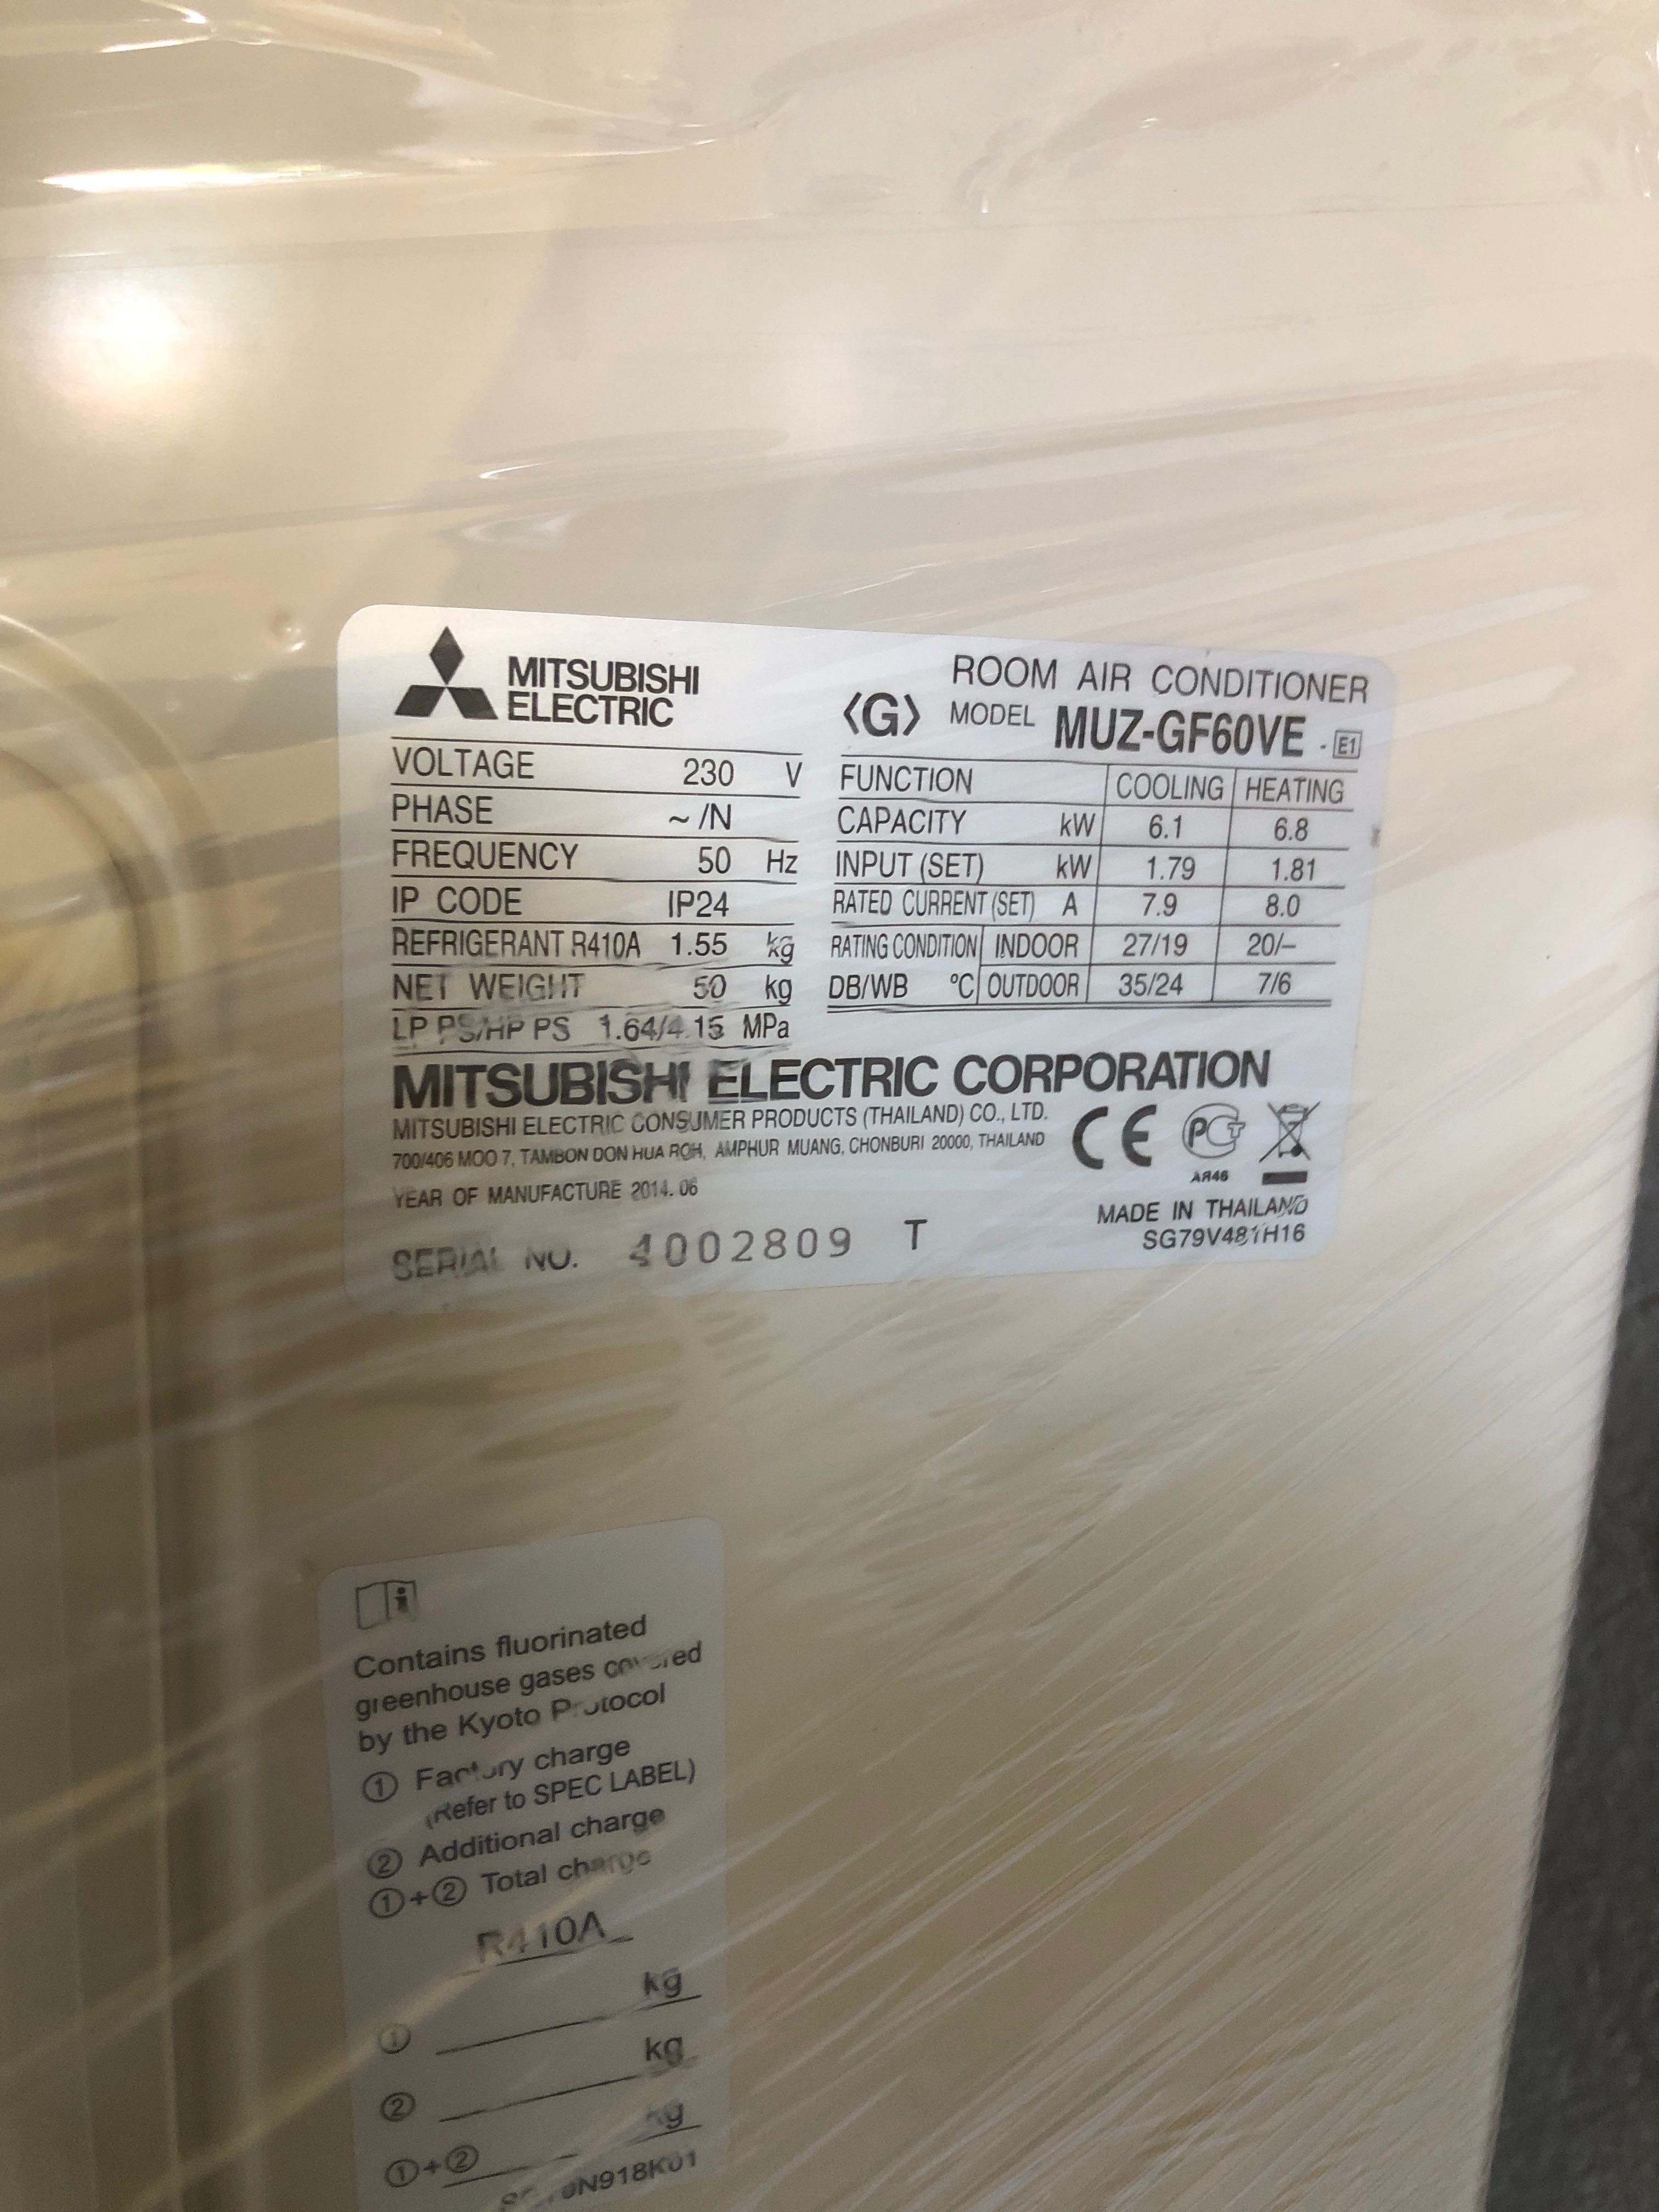 MITSUBISHI
ELECTRIC
ROOM AIR CONDITIONER
<G> MODEL MUZ-GF60VE - E1
VOLTAGE 230 V
PHASE ~/N
FREQUENCY 50 Hz
IP CODE IP24
REFRIGERANT R410A 1.55 kg
NET WEIGHT 50 kg
LP PS/HP PS 1.64/4.15 MPa
FUNCTION COOLING HEATING
CAPACITY kW 6.1 6.8
INPUT (SET) kW 1.79 1.81
RATED CURRENT (SET) A 7.9 8.0
RATING CONDITION INDOOR 27/19 20/–
DB/WB °C OUTDOOR 35/24 7/6
MITSUBISHI ELECTRIC CORPORATION
MITSUBISHI ELECTRIC CONSUMER PRODUCTS (THAILAND) CO., LTD.
700/406 MOO 7, TAMBON DON HUA ROH, AMPHUR MUANG, CHONBURI 20000, THAILAND
CE PCT
AЯ46
YEAR OF MANUFACTURE 2014. 06
MADE IN THAILAND
SG79V481H16
SERIAL NO. 4002809 T
i
Contains fluorinated
greenhouse gases covered
by the Kyoto Protocol
① Factory charge
(Refer to SPEC LABEL)
② Additional charge
①+② Total charge
R410A
① kg
② kg
①+② kg